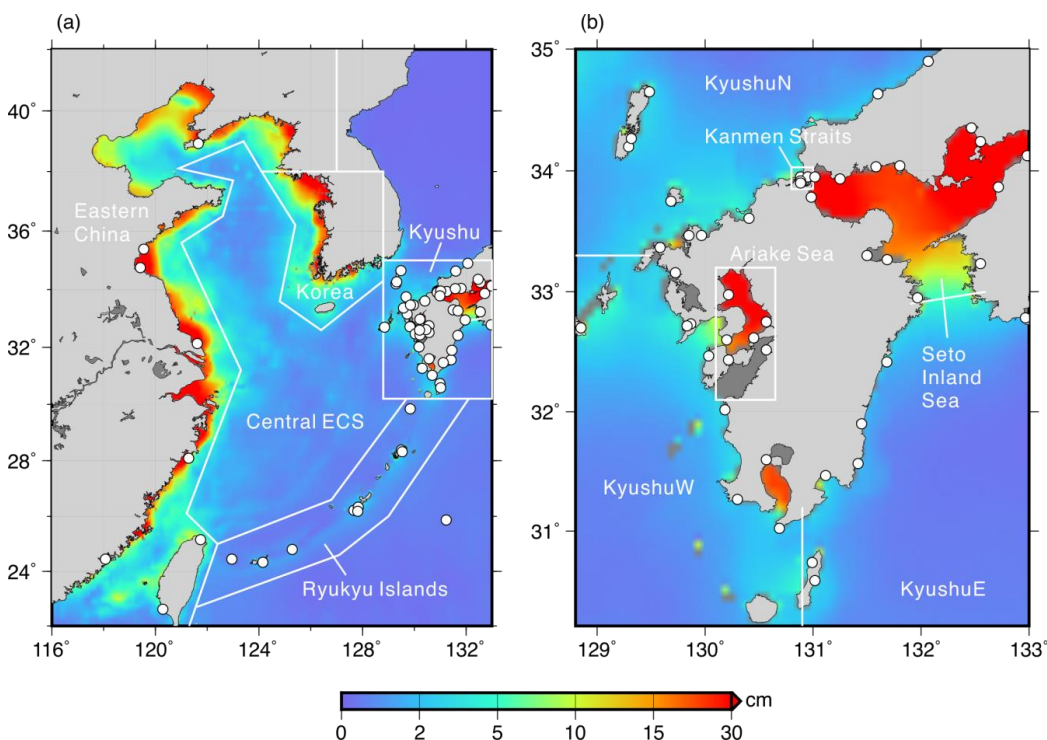 (a)
(b)
40˚
36˚
32˚
28˚
24˚
116˚
120˚
124˚
128˚
132˚
Eastern
China
Korea
Kyushu
Central ECS
Ryukyu Islands
35˚
34˚
33˚
32˚
31˚
129˚
130˚
131˚
132˚
133˚
KyushuN
Kanmen Straits
Ariake Sea
Seto
Inland
Sea
KyushuW
KyushuE
cm
0
2
5
10
15
30